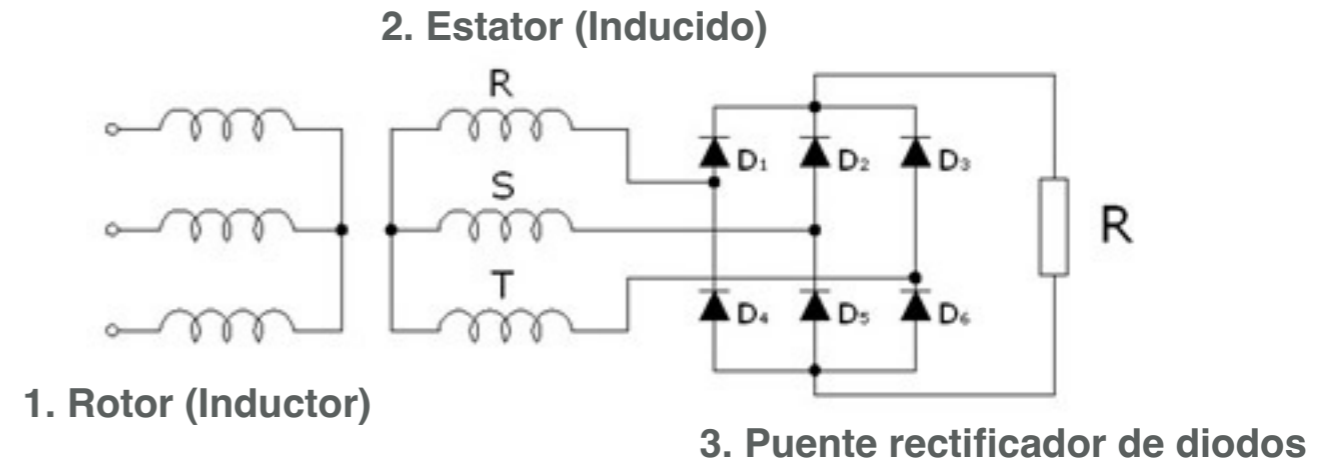 2. Estator (Inducido)
R
S
T
D₁ D₂ D₃
R
D₄ D₅ D₆
1. Rotor (Inductor)
3. Puente rectificador de diodos